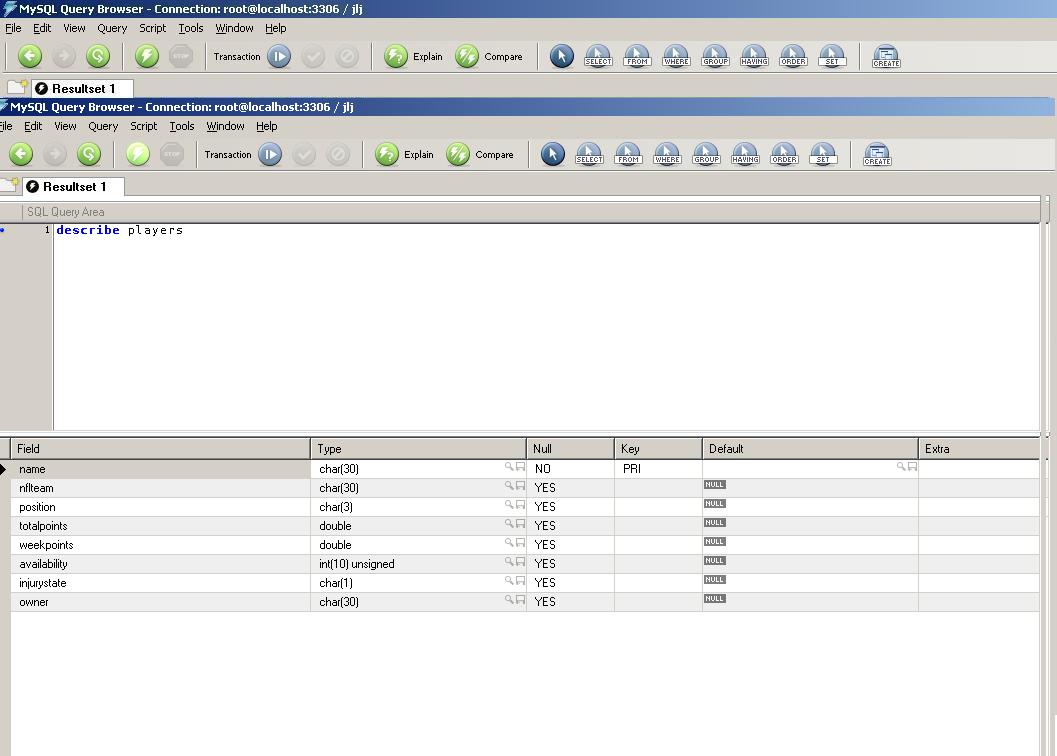 MySQL Query Browser - Connection: root@localhost:3306 / jlj
File Edit View Query Script Tools Window Help
STOP Transaction Explain Compare SELECT FROM WHERE GROUP HAVING ORDER SET CREATE
Resultset 1
MySQL Query Browser - Connection: root@localhost:3306 / jlj
ile Edit View Query Script Tools Window Help
STOP Transaction Explain Compare SELECT FROM WHERE GROUP HAVING ORDER SET CREATE
Resultset 1
SQL Query Area
1 describe players
Field Type Null Key Default Extra
name char(30) NO PRI
nflteam char(30) YES NULL
position char(3) YES NULL
totalpoints double YES NULL
weekpoints double YES NULL
availability int(10) unsigned YES NULL
injurystate char(1) YES NULL
owner char(30) YES NULL